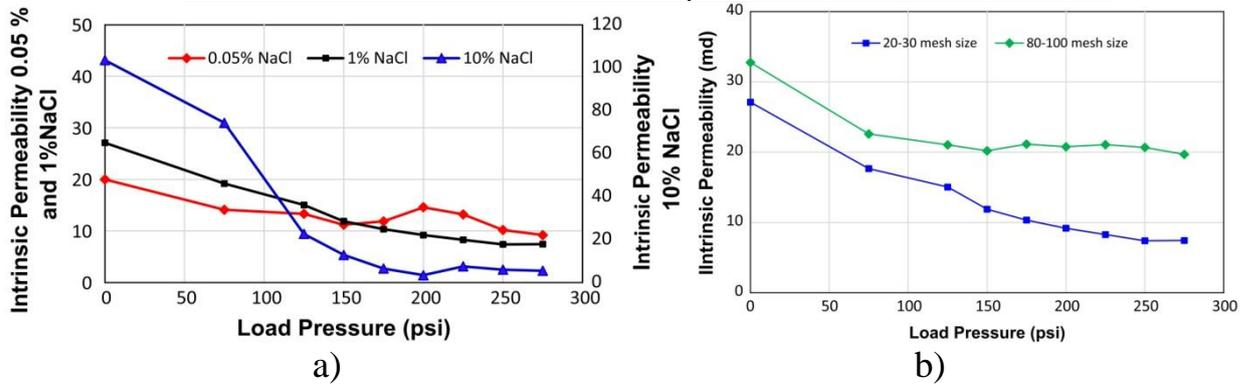 Intrinsic Permeability 0.05 %
and 1%NaCl
50
40
30
20
10
0
0.05% NaCl
1% NaCl
10% NaCl
120
100
80
60
40
20
0
Intrinsic Permeability
10% NaCl
0
50
100
150
200
250
300
Load Pressure (psi)
a)
IIntrinsic Permeability (md)
40
30
20
10
0
20-30 mesh size
80-100 mesh size
0
50
100
150
200
250
300
Load Pressure (psi)
b)